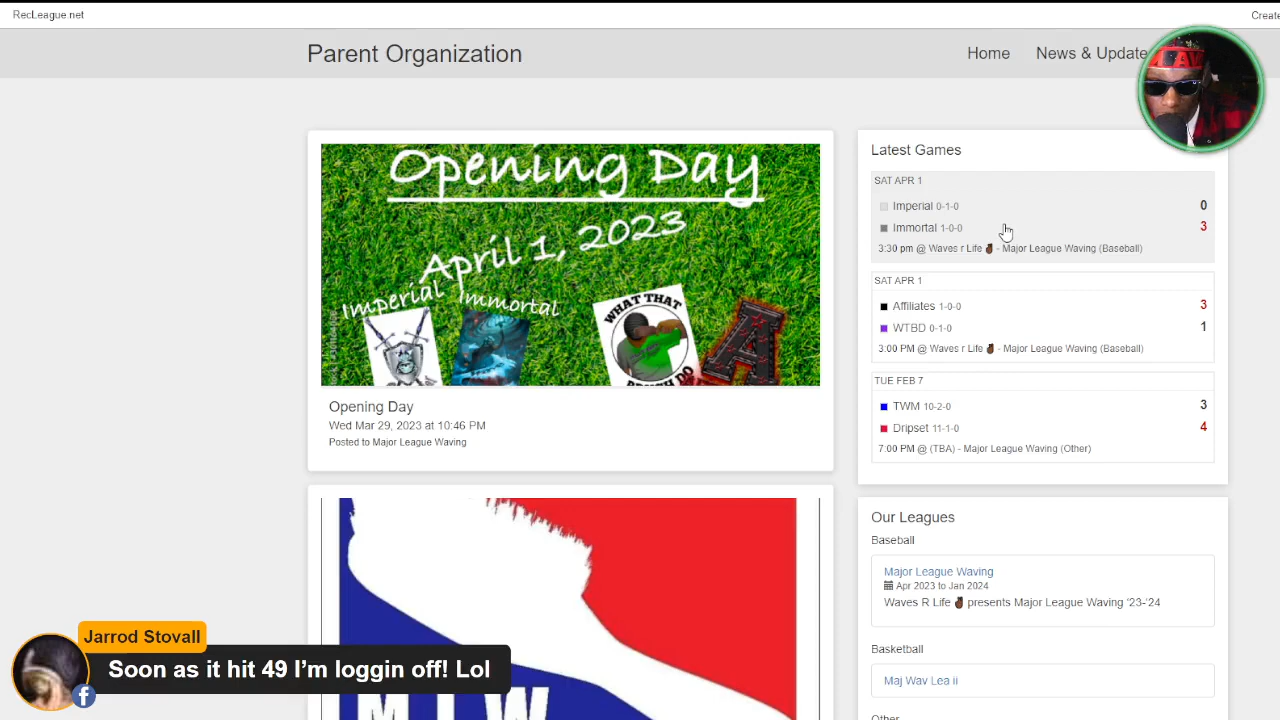 RecLeague.net
Create
Parent Organization
Home
News & Update
Opening Day
April 1, 2023
Imperial
Immortal
WHAT THAT
BRUSH DO
A
Opening Day
Wed Mar 29, 2023 at 10:46 PM
Posted to Major League Waving
MLW
Latest Games
SAT APR 1
Imperial 0-1-0 0
Immortal 1-0-0 3
3:30 pm @ Waves r Life - Major League Waving (Baseball)
SAT APR 1
Affiliates 1-0-0 3
WTBD 0-1-0 1
3:00 PM @ Waves r Life - Major League Waving (Baseball)
TUE FEB 7
TWM 10-2-0 3
Dripset 11-1-0 4
7:00 PM @ (TBA) - Major League Waving (Other)
Our Leagues
Baseball
Major League Waving
Apr 2023 to Jan 2024
Waves R Life presents Major League Waving '23-'24
Basketball
Maj Wav Lea ii
Other
Jarrod Stovall
Soon as it hit 49 I'm loggin off! Lol